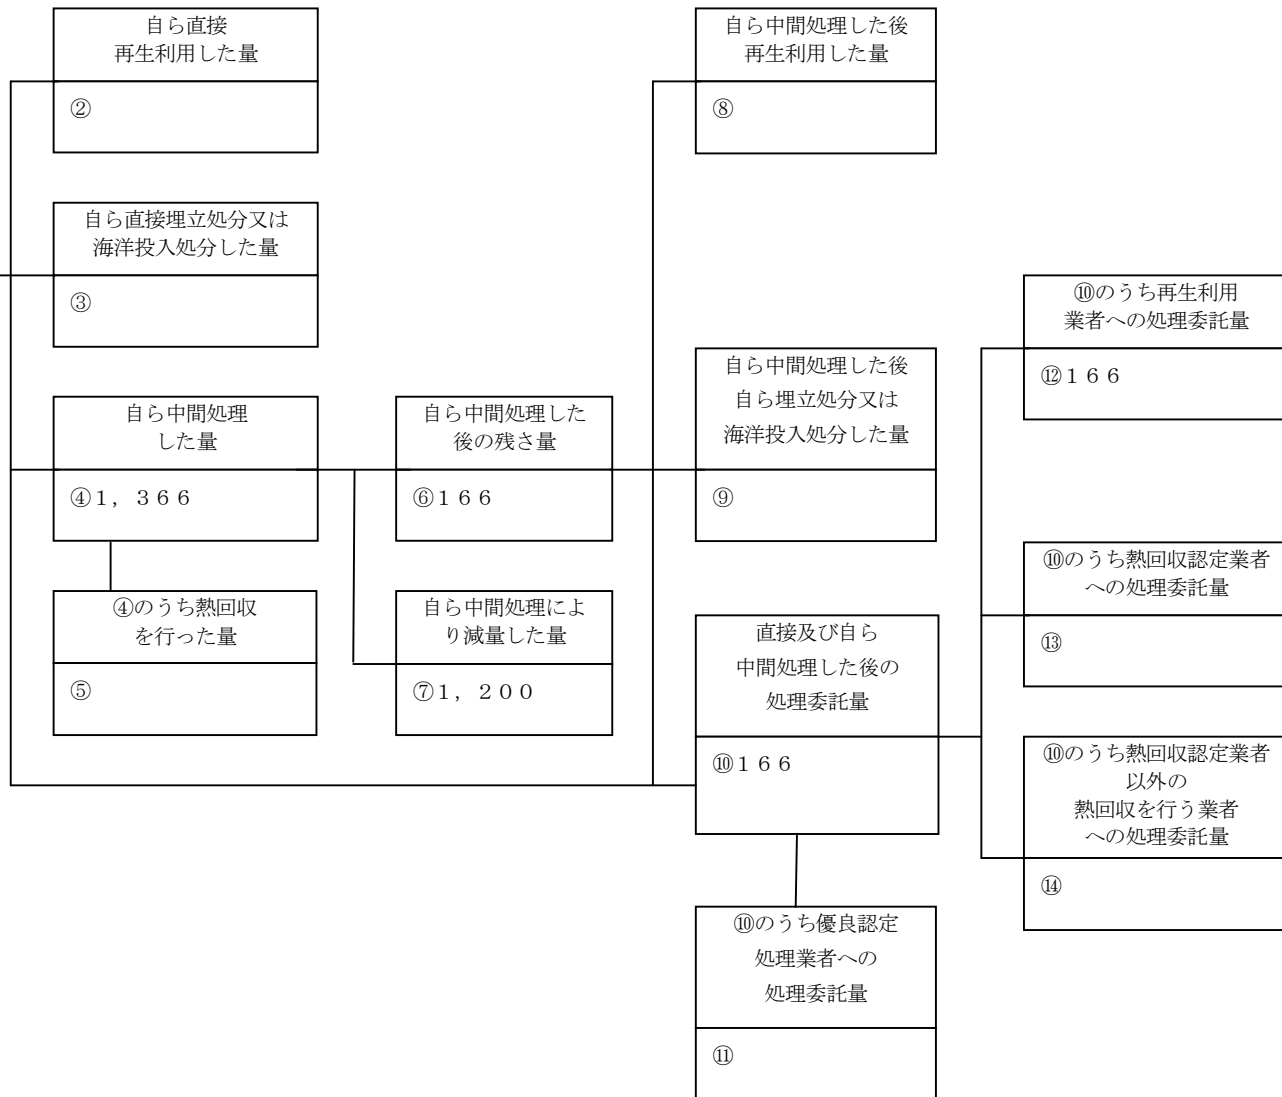 自ら直接
再生利用した量
②
自ら直接埋立処分又は
海洋投入処分した量
③
自ら中間処理
した量
④1，366
④のうち熱回収
を行った量
⑤
自ら中間処理した
後の残さ量
⑥166
自ら中間処理によ
り減量した量
⑦1，200
自ら中間処理した後
再生利用した量
⑧
自ら中間処理した後
自ら埋立処分又は
海洋投入処分した量
⑨
直接及び自ら
中間処理した後の
処理委託量
⑩166
⑩のうち優良認定
処理業者への
処理委託量
⑪
⑩のうち再生利用
業者への処理委託量
⑫166
⑩のうち熱回収認定業者
への処理委託量
⑬
⑩のうち熱回収認定業者
以外の
熱回収を行う業者
への処理委託量
⑭